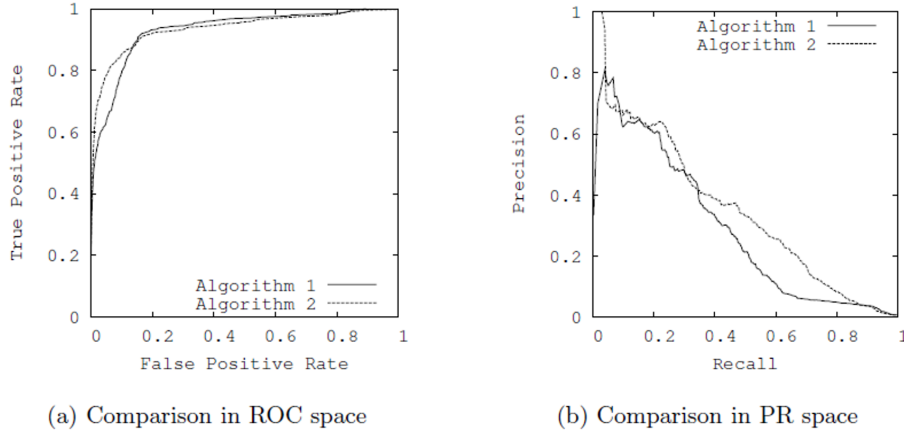 1
0.8
0.6
0.4
0.2
0
True Positive Rate
Algorithm 1
Algorithm 2
0 0.2 0.4 0.6 0.8 1
False Positive Rate
(a) Comparison in ROC space
1
0.8
0.6
0.4
0.2
0
Precision
Algorithm 1
Algorithm 2
0 0.2 0.4 0.6 0.8 1
Recall
(b) Comparison in PR space